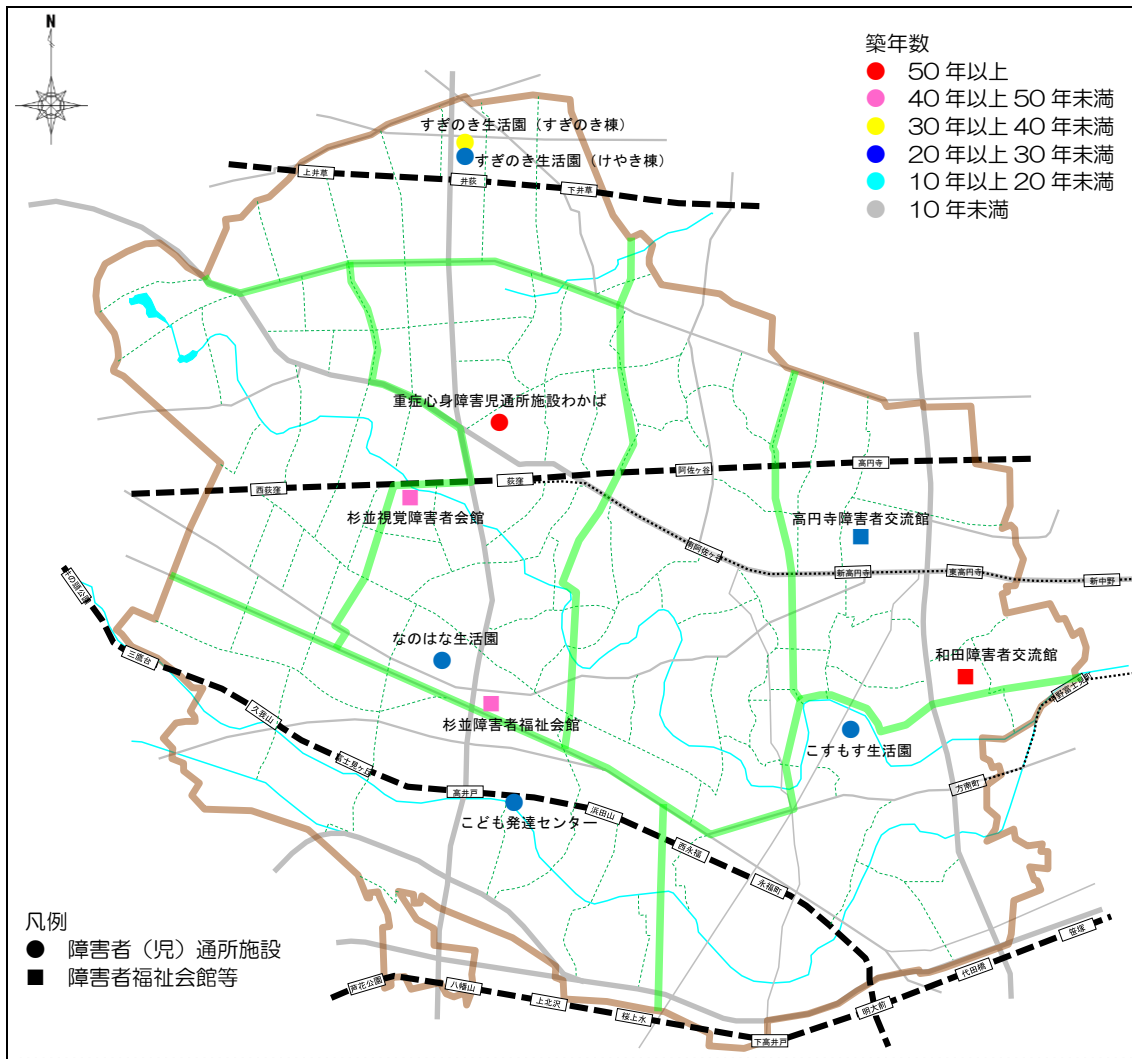 N
築年数
50年以上
40年以上50年未満
30年以上40年未満
20年以上30年未満
10年以上20年未満
10年未満
すぎのき生活園（すぎのき棟）
すぎのき生活園（けやき棟）
上井草
井荻
下井草
重症心身障害児通所施設わかば
西荻窪
荻窪
阿佐ヶ谷
高円寺
杉並視覚障害者会館
高円寺障害者交流館
南阿佐ヶ谷
新高円寺
東高円寺
新中野
三鷹台
久我山
富士見ヶ丘
高井戸
浜田山
西永福
永福町
なのはな生活園
杉並障害者福祉会館
和田障害者交流館
こすもす生活園
方南町
こども発達センター
凡例
障害者（児）通所施設
障害者福祉会館等
芦花公園
八幡山
上北沢
桜上水
下高井戸
明大前
代田橋
笹塚